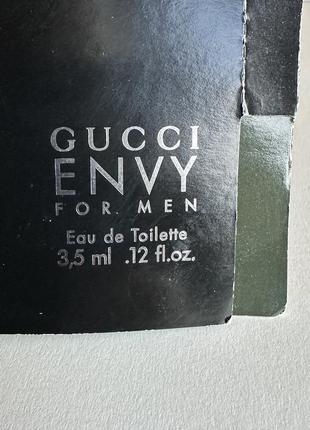 GUCCI
ENVY
FOR MEN
Eau de Toilette
3,5 ml .12 fl.oz.